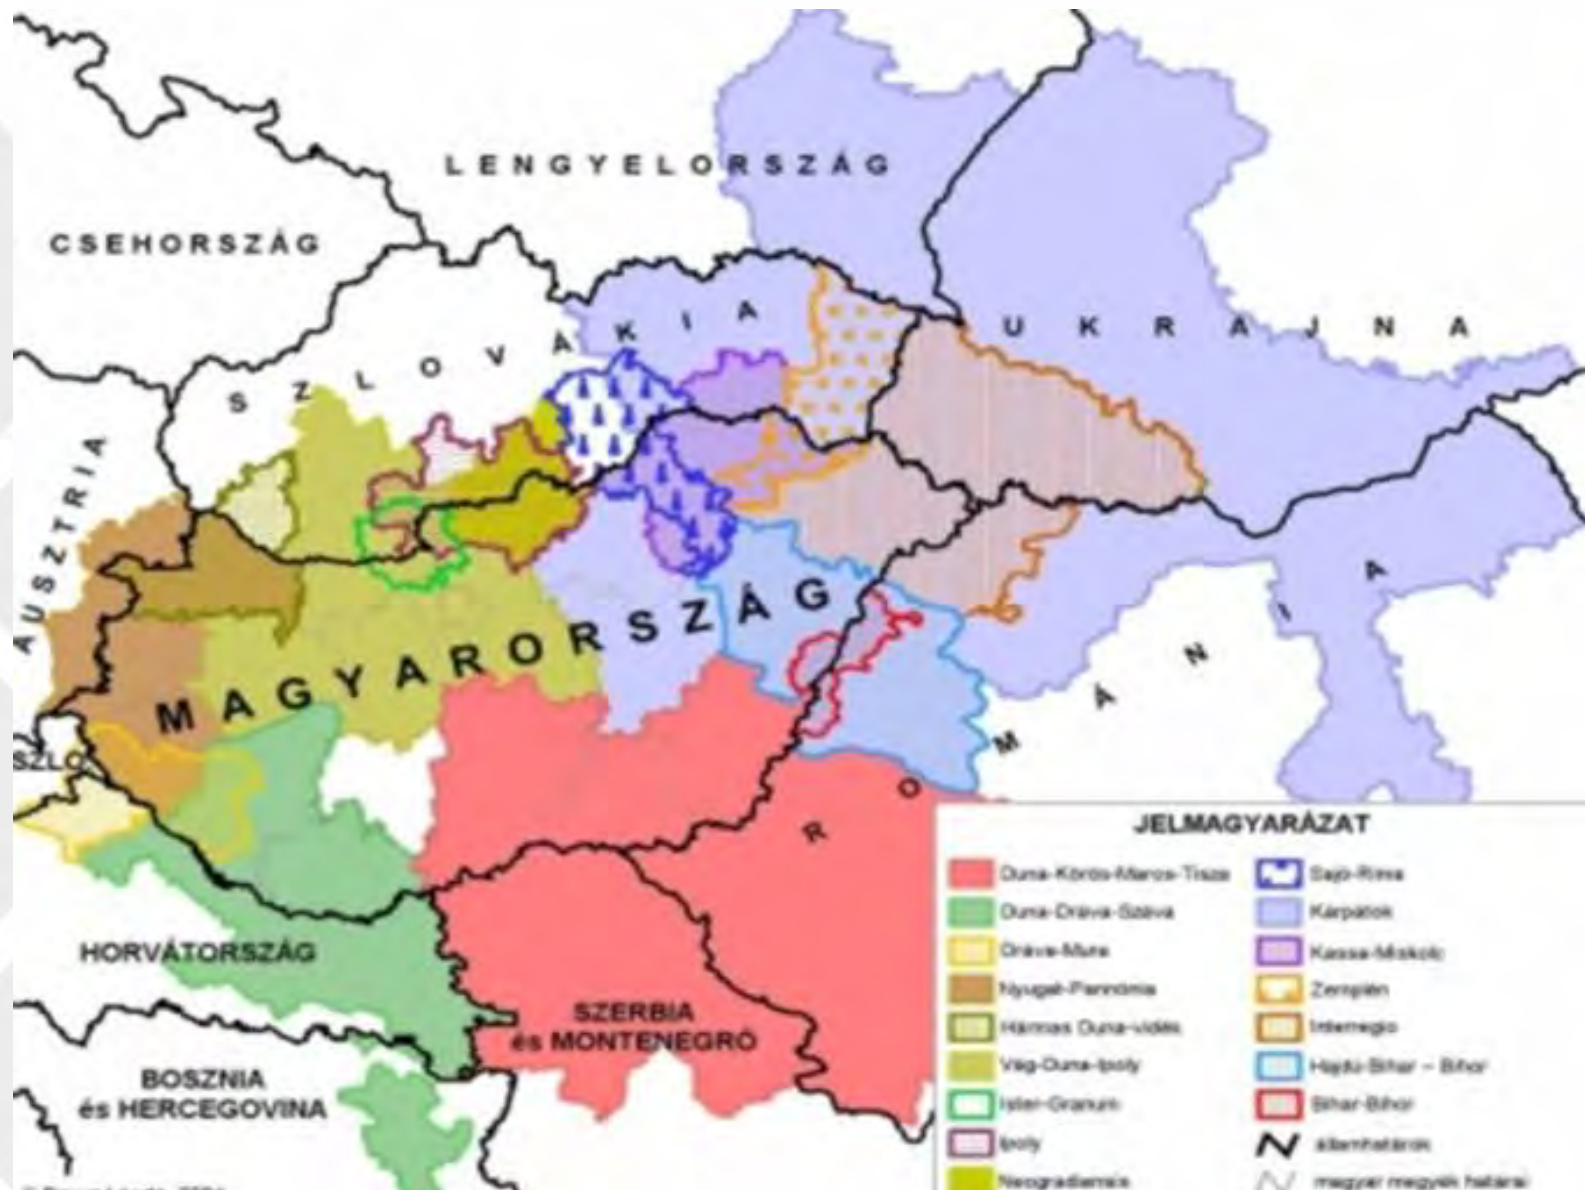 LENGYELORSZÁG
CSEHORSZÁG
SZLOVÁKIA
UKRAJNA
AUSZTRIA
MAGYARORSZÁG
ROMÁNIA
SZLO.
HORVÁTORSZÁG
SZERBIA
és MONTENEGRÓ
BOSZNIA
és HERCEGOVINA
JELMAGYARÁZAT
Duna-Körös-Maros-Tisza
Duna-Dráva-Száva
Dráva-Mura
Nyugat-Pannónia
Hármas Duna-vidék
Vág-Duna-Ipoly
Ister-Granum
Ipoly
Neogradiensis
Sajó-Rima
Kárpátok
Kassa-Miskolc
Zemplén
Interregio
Hajdú-Bihar – Bihor
Bihar-Bihor
államhatárok
magyar megyék határai